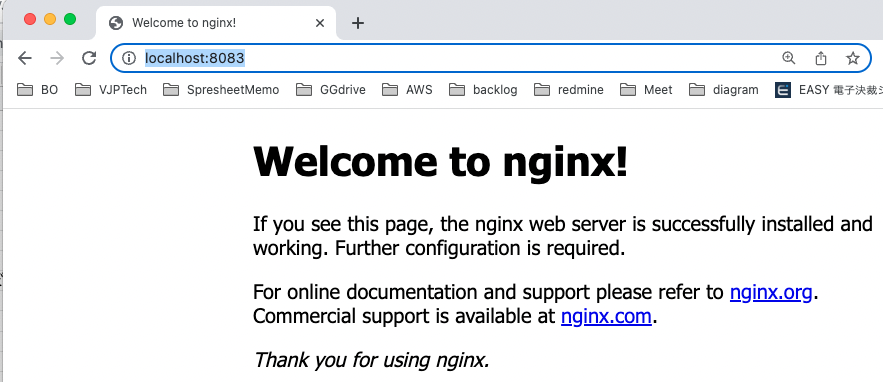 Welcome to nginx!
localhost:8083
BO VJPTech SpresheetMemo GGdrive AWS backlog redmine Meet diagram EASY 電子決裁シ
Welcome to nginx!
If you see this page, the nginx web server is successfully installed and
working. Further configuration is required.
For online documentation and support please refer to nginx.org.
Commercial support is available at nginx.com.
Thank you for using nginx.